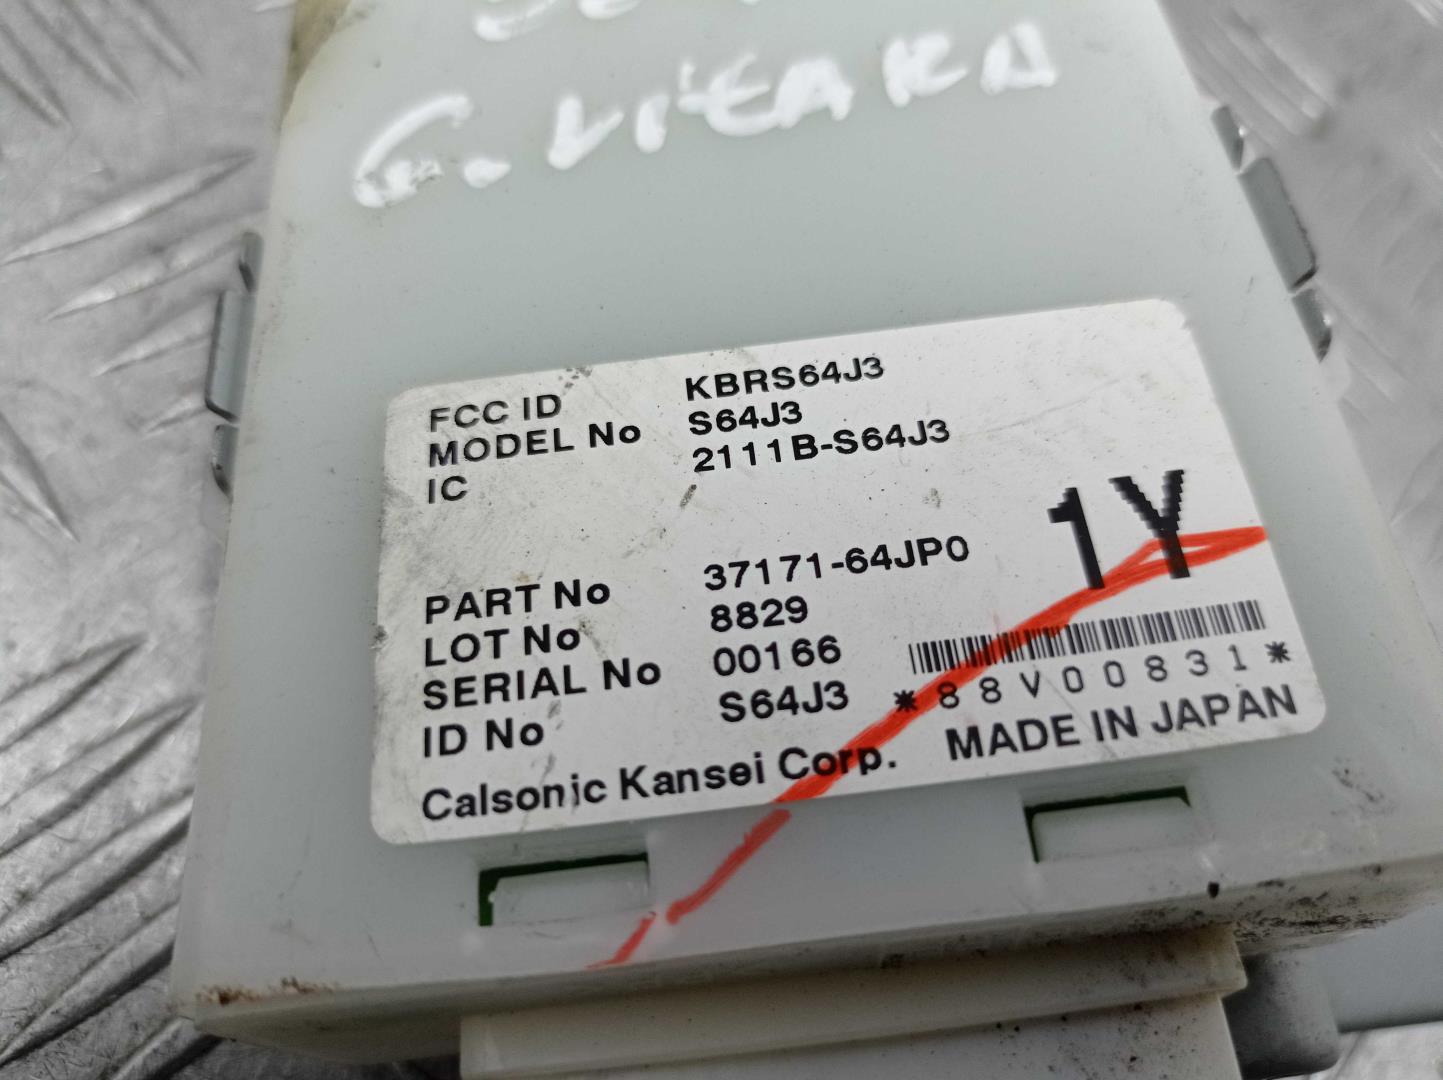 G. VITARA
FCC ID KBRS64J3
MODEL No S64J3
IC 2111B-S64J3
1Y
PART No 37171-64JP0
LOT No 8829
SERIAL No 00166
ID No S64J3
*88V00831*
Calsonic Kansei Corp. MADE IN JAPAN